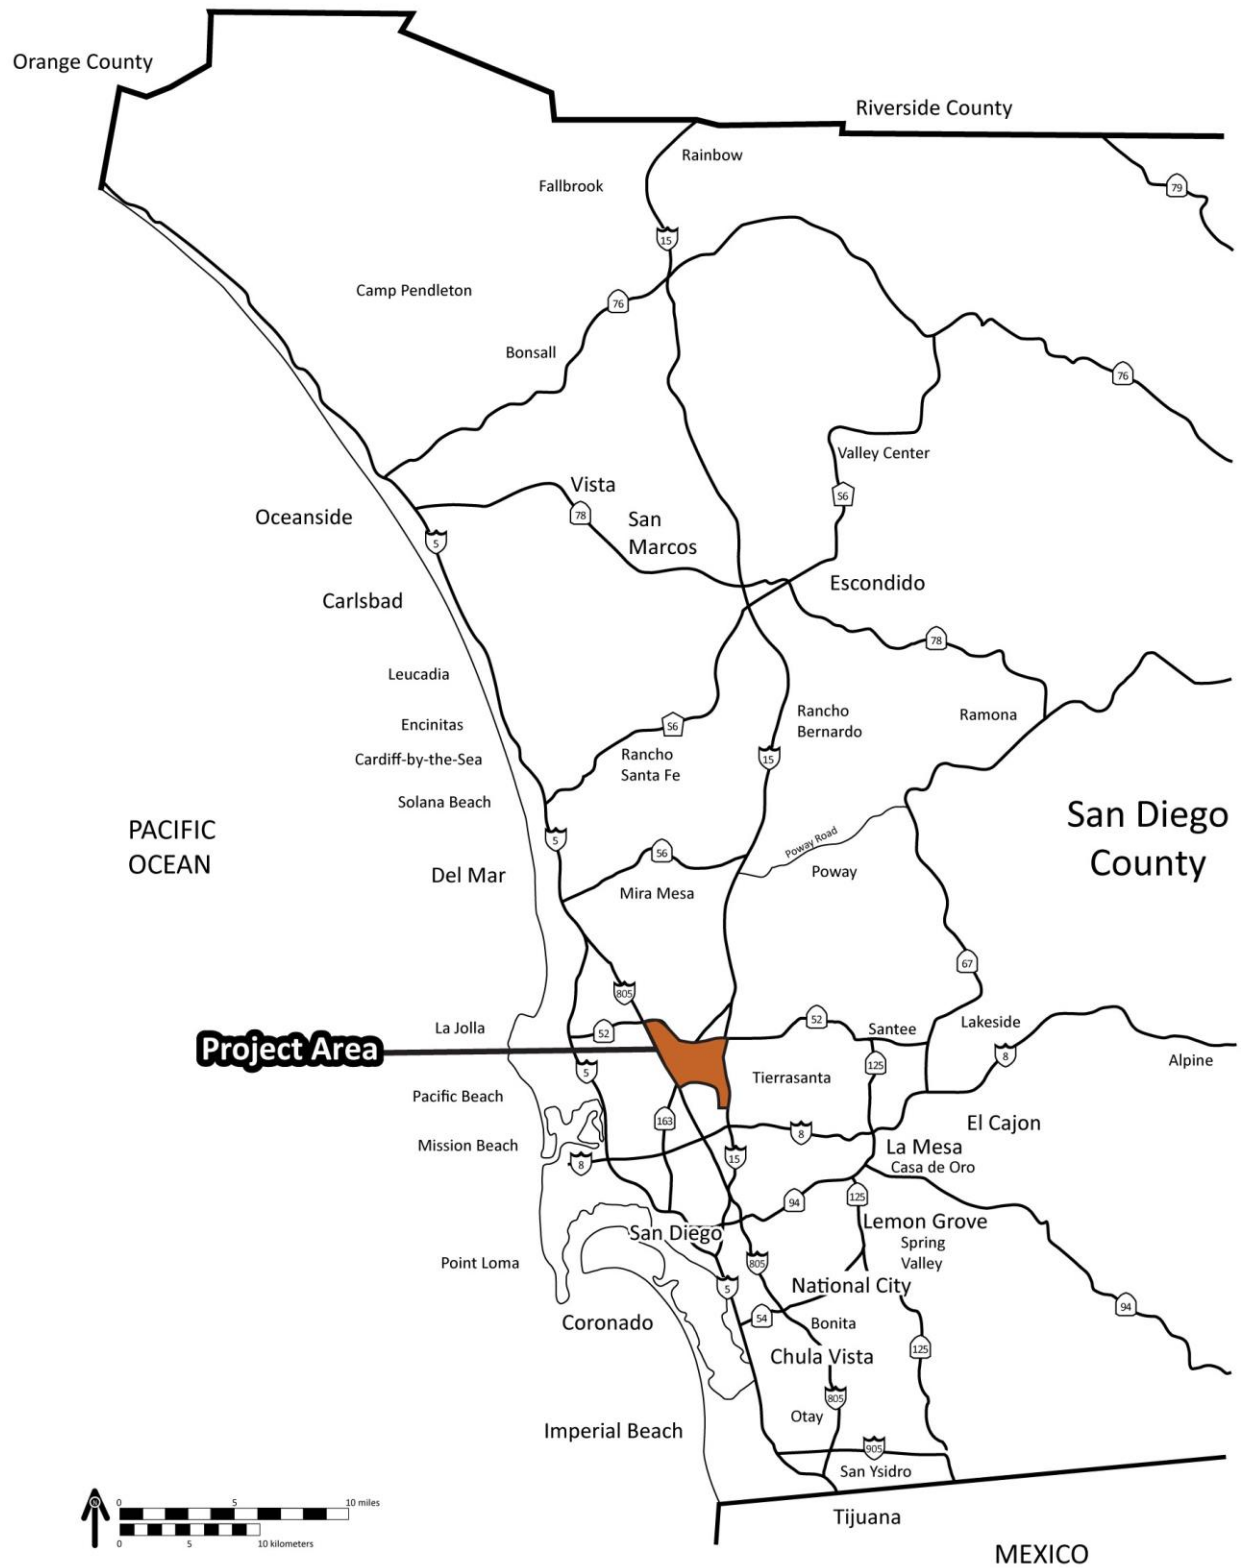 Orange County
Riverside County
Rainbow
Fallbrook
79
15
Camp Pendleton
76
Bonsall
76
Valley Center
Vista
S6
78
San
Marcos
Oceanside
5
Escondido
Carlsbad
78
Leucadia
Rancho
Bernardo
Ramona
Encinitas
S6
Rancho
Santa Fe
Cardiff-by-the-Sea
15
Solana Beach
San Diego
County
PACIFIC
OCEAN
5
Poway Road
56
Del Mar
Poway
Mira Mesa
67
805
La Jolla
52
52
Santee
Lakeside
Project Area
8
Alpine
5
125
Tierrasanta
Pacific Beach
163
El Cajon
8
Mission Beach
La Mesa
15
8
Casa de Oro
94
125
San Diego
Lemon Grove
Spring
Valley
Point Loma
805
5
National City
94
54
Coronado
Bonita
125
Chula Vista
805
Otay
Imperial Beach
905
San Ysidro
N
0 5 10 miles
0 5 10 kilometers
Tijuana
MEXICO